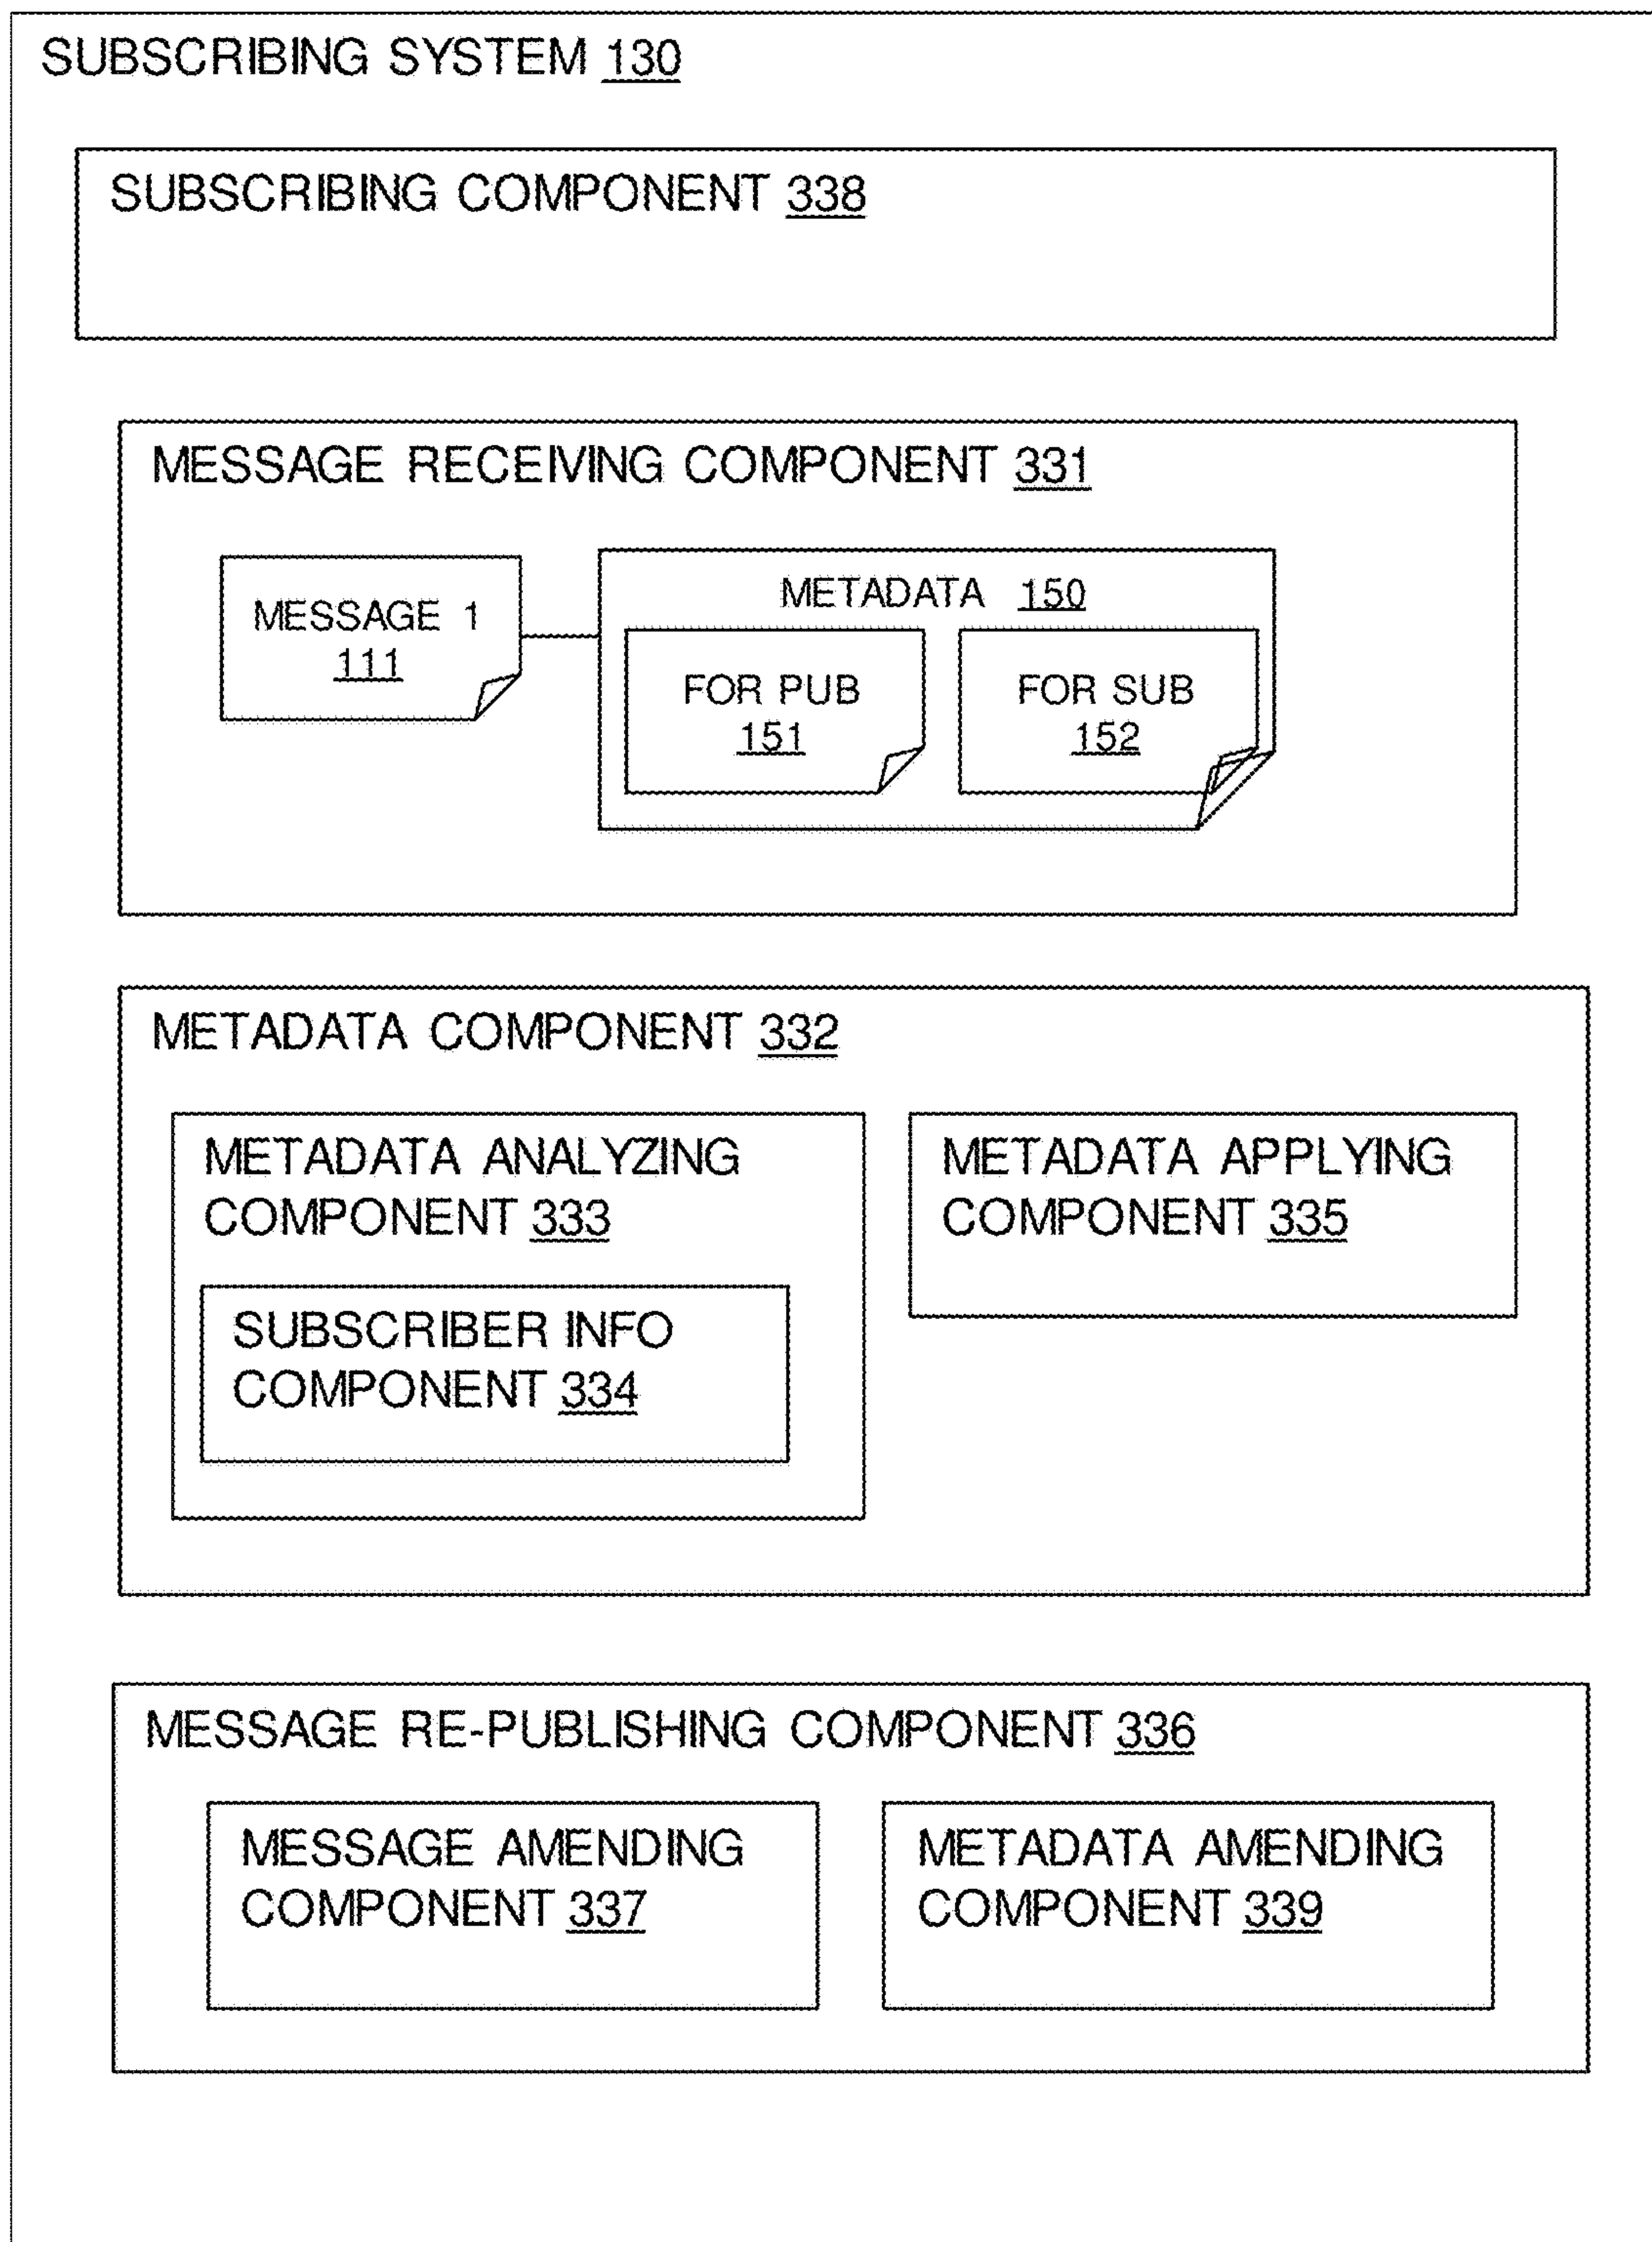 SUBSCRIBING SYSTEM 130
SUBSCRIBING COMPONENT 338
MESSAGE RECEIVING COMPONENT 331
MESSAGE 1
111
METADATA 150
FOR PUB
151
FOR SUB
152
METADATA COMPONENT 332
METADATA ANALYZING
COMPONENT 333
SUBSCRIBER INFO
COMPONENT 334
METADATA APPLYING
COMPONENT 335
MESSAGE RE-PUBLISHING COMPONENT 336
MESSAGE AMENDING
COMPONENT 337
METADATA AMENDING
COMPONENT 339